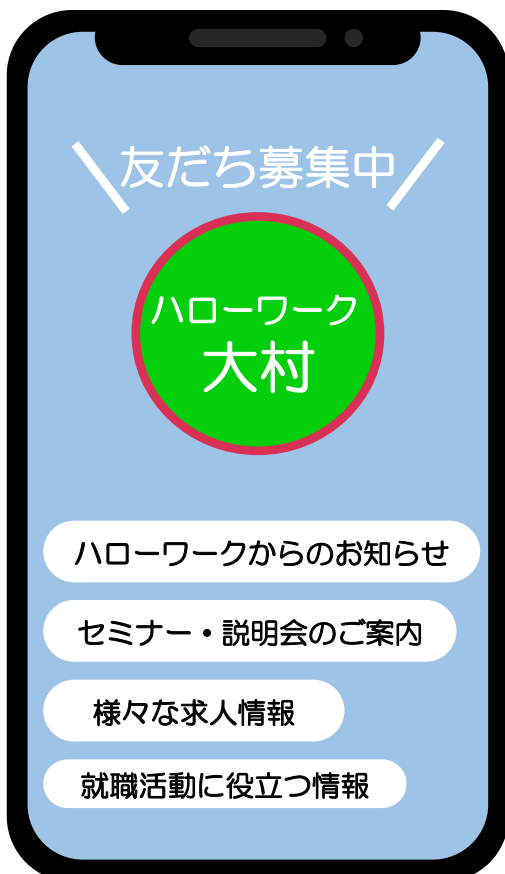 友だち募集中
ハローワーク
大村
ハローワークからのお知らせ
セミナー・説明会のご案内
様々な求人情報
就職活動に役立つ情報